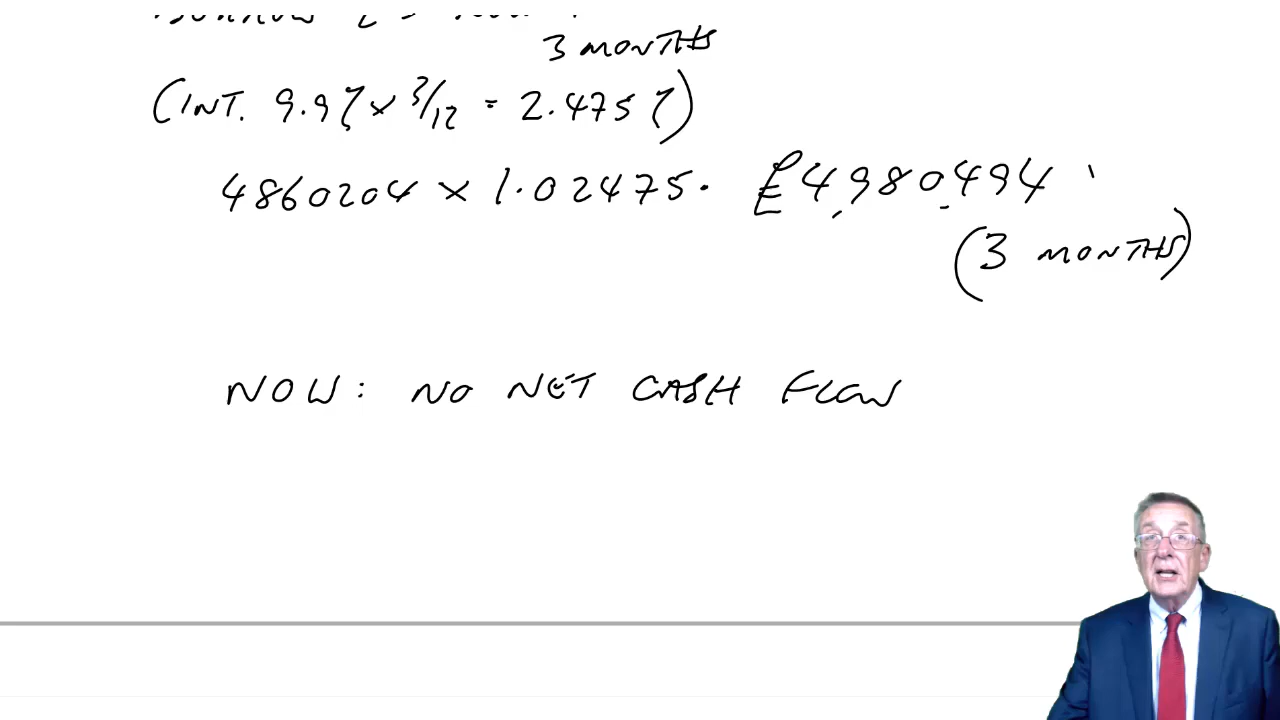 3 MONTHS
(INT. 9.9% × 3/12 = 2.475%)
4860204 × 1.02475 = £4,980,494
(3 MONTHS)
NOW: NO NET CASH FLOW